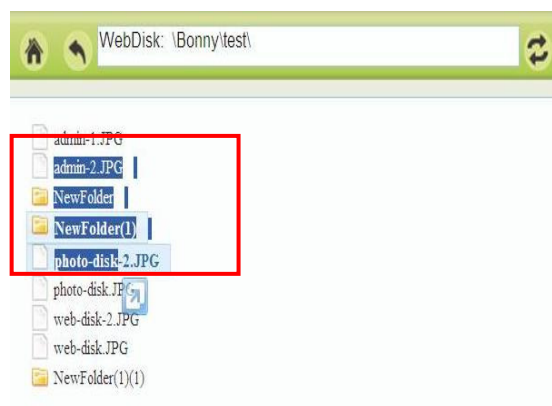 WebDisk: \Bonny\test\
admin-1.JPG
admin-2.JPG
NewFolder
NewFolder(1)
photo-disk-2.JPG
photo-disk.JPG
web-disk-2.JPG
web-disk.JPG
NewFolder(1)(1)